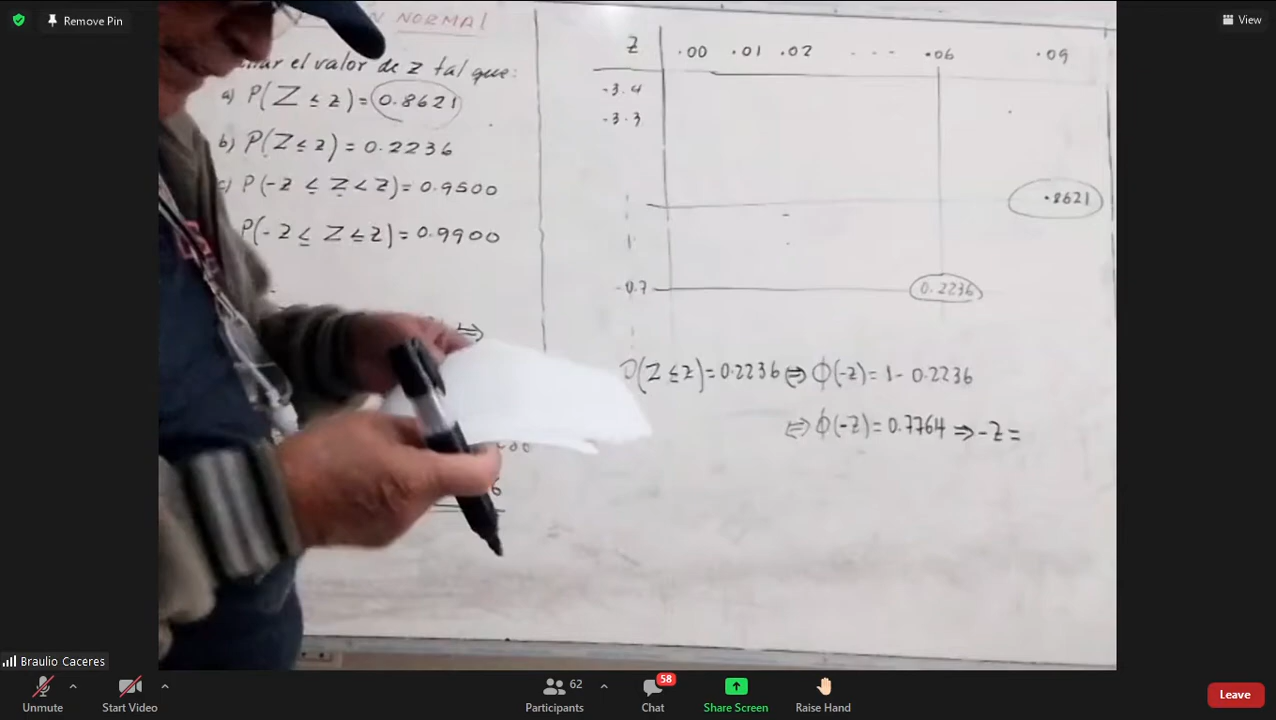 Remove Pin
View
NORMAL
el valor de z tal que:
a) P(Z ≤ z) = 0.8621
b) P(Z ≤ z) = 0.2236
c) P(-z ≤ Z < z) = 0.9500
P(-z ≤ Z ≤ z) = 0.9900
⇔
6
Z .00 .01 .02 - - - .06 .09
-3.4
-3.3
.8621
-0.7 0.2236
(Z ≤ z) = 0.2236 ⇔ ϕ(-z) = 1 - 0.2236
⇔ ϕ(-z) = 0.7764 ⇒ -z =
Braulio Caceres
Unmute
Start Video
62
Participants
58
Chat
Share Screen
Raise Hand
Leave